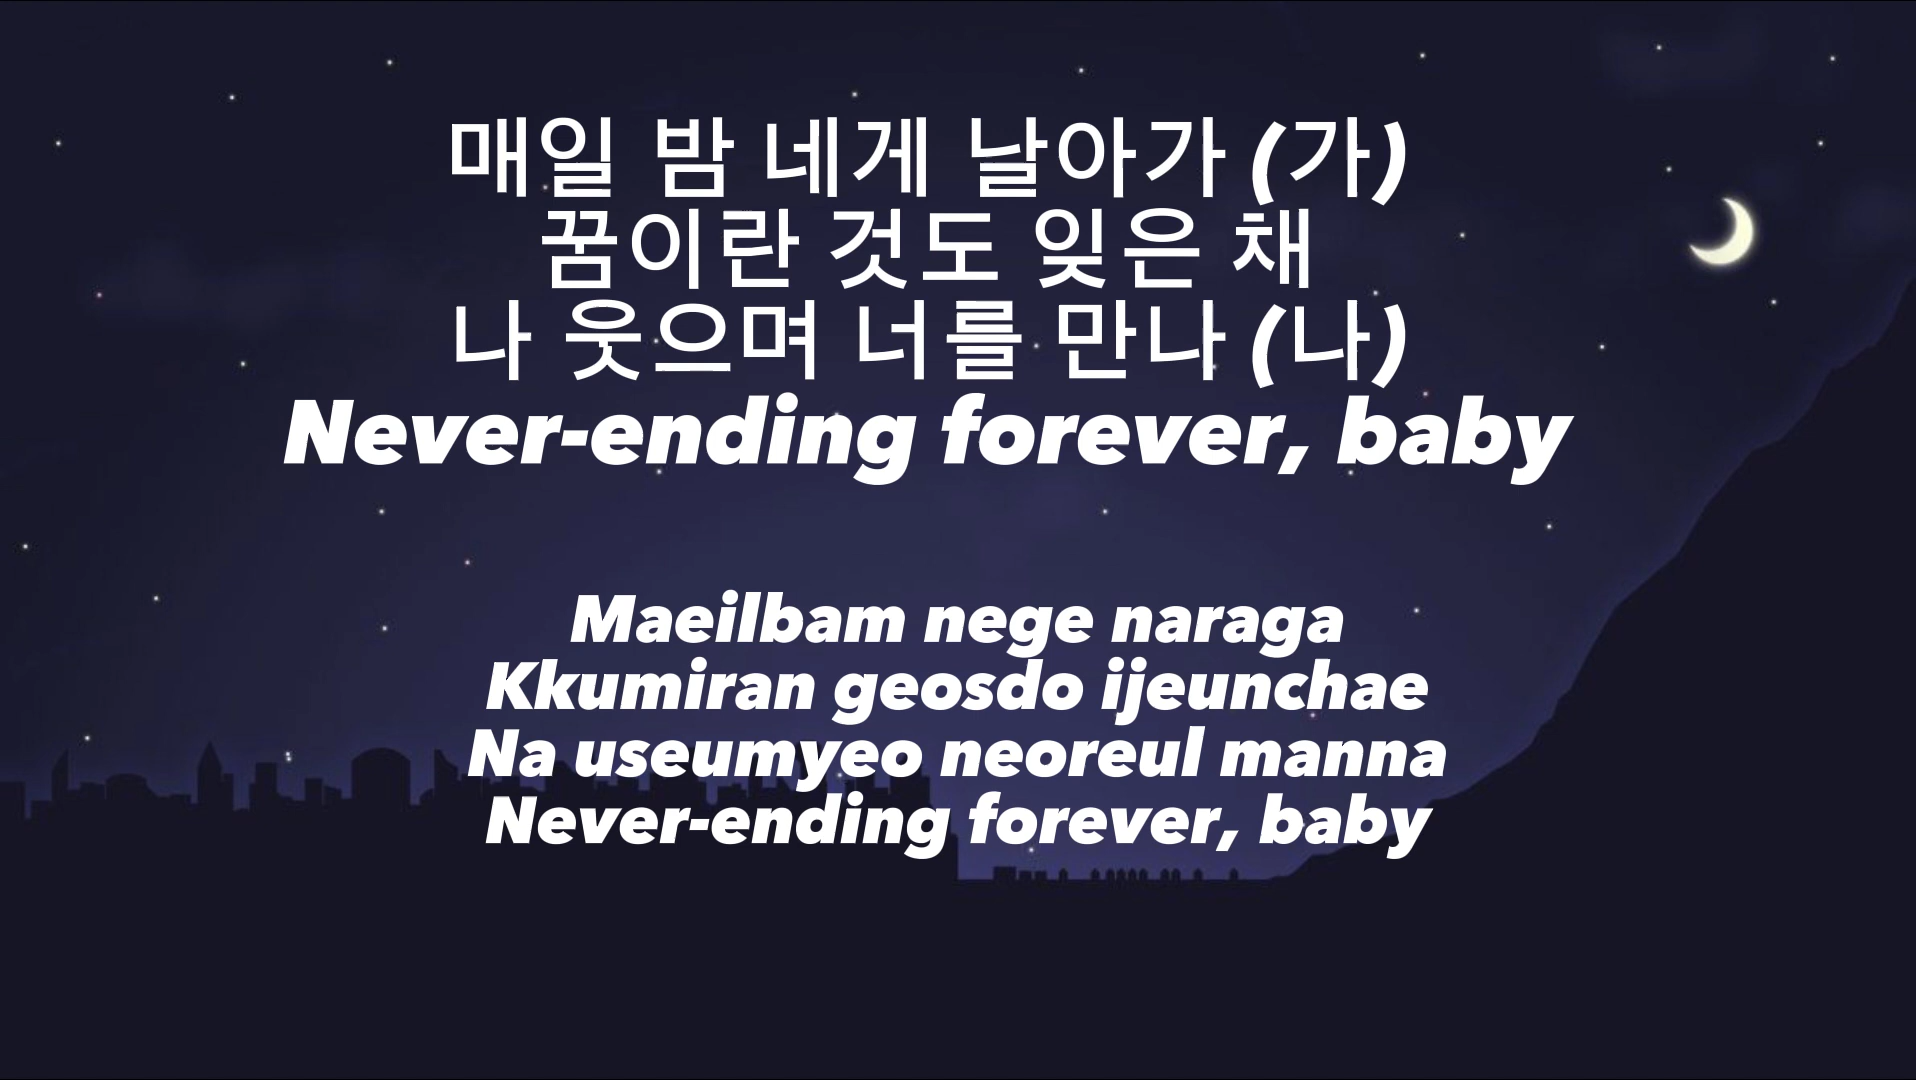 매일 밤 네게 날아가 (가)
꿈이란 것도 잊은 채
나 웃으며 너를 만나 (나)
Never-ending forever, baby
Maeilbam nege naraga
Kkumiran geosdo ijeunchae
Na useumyeo neoreul manna
Never-ending forever, baby